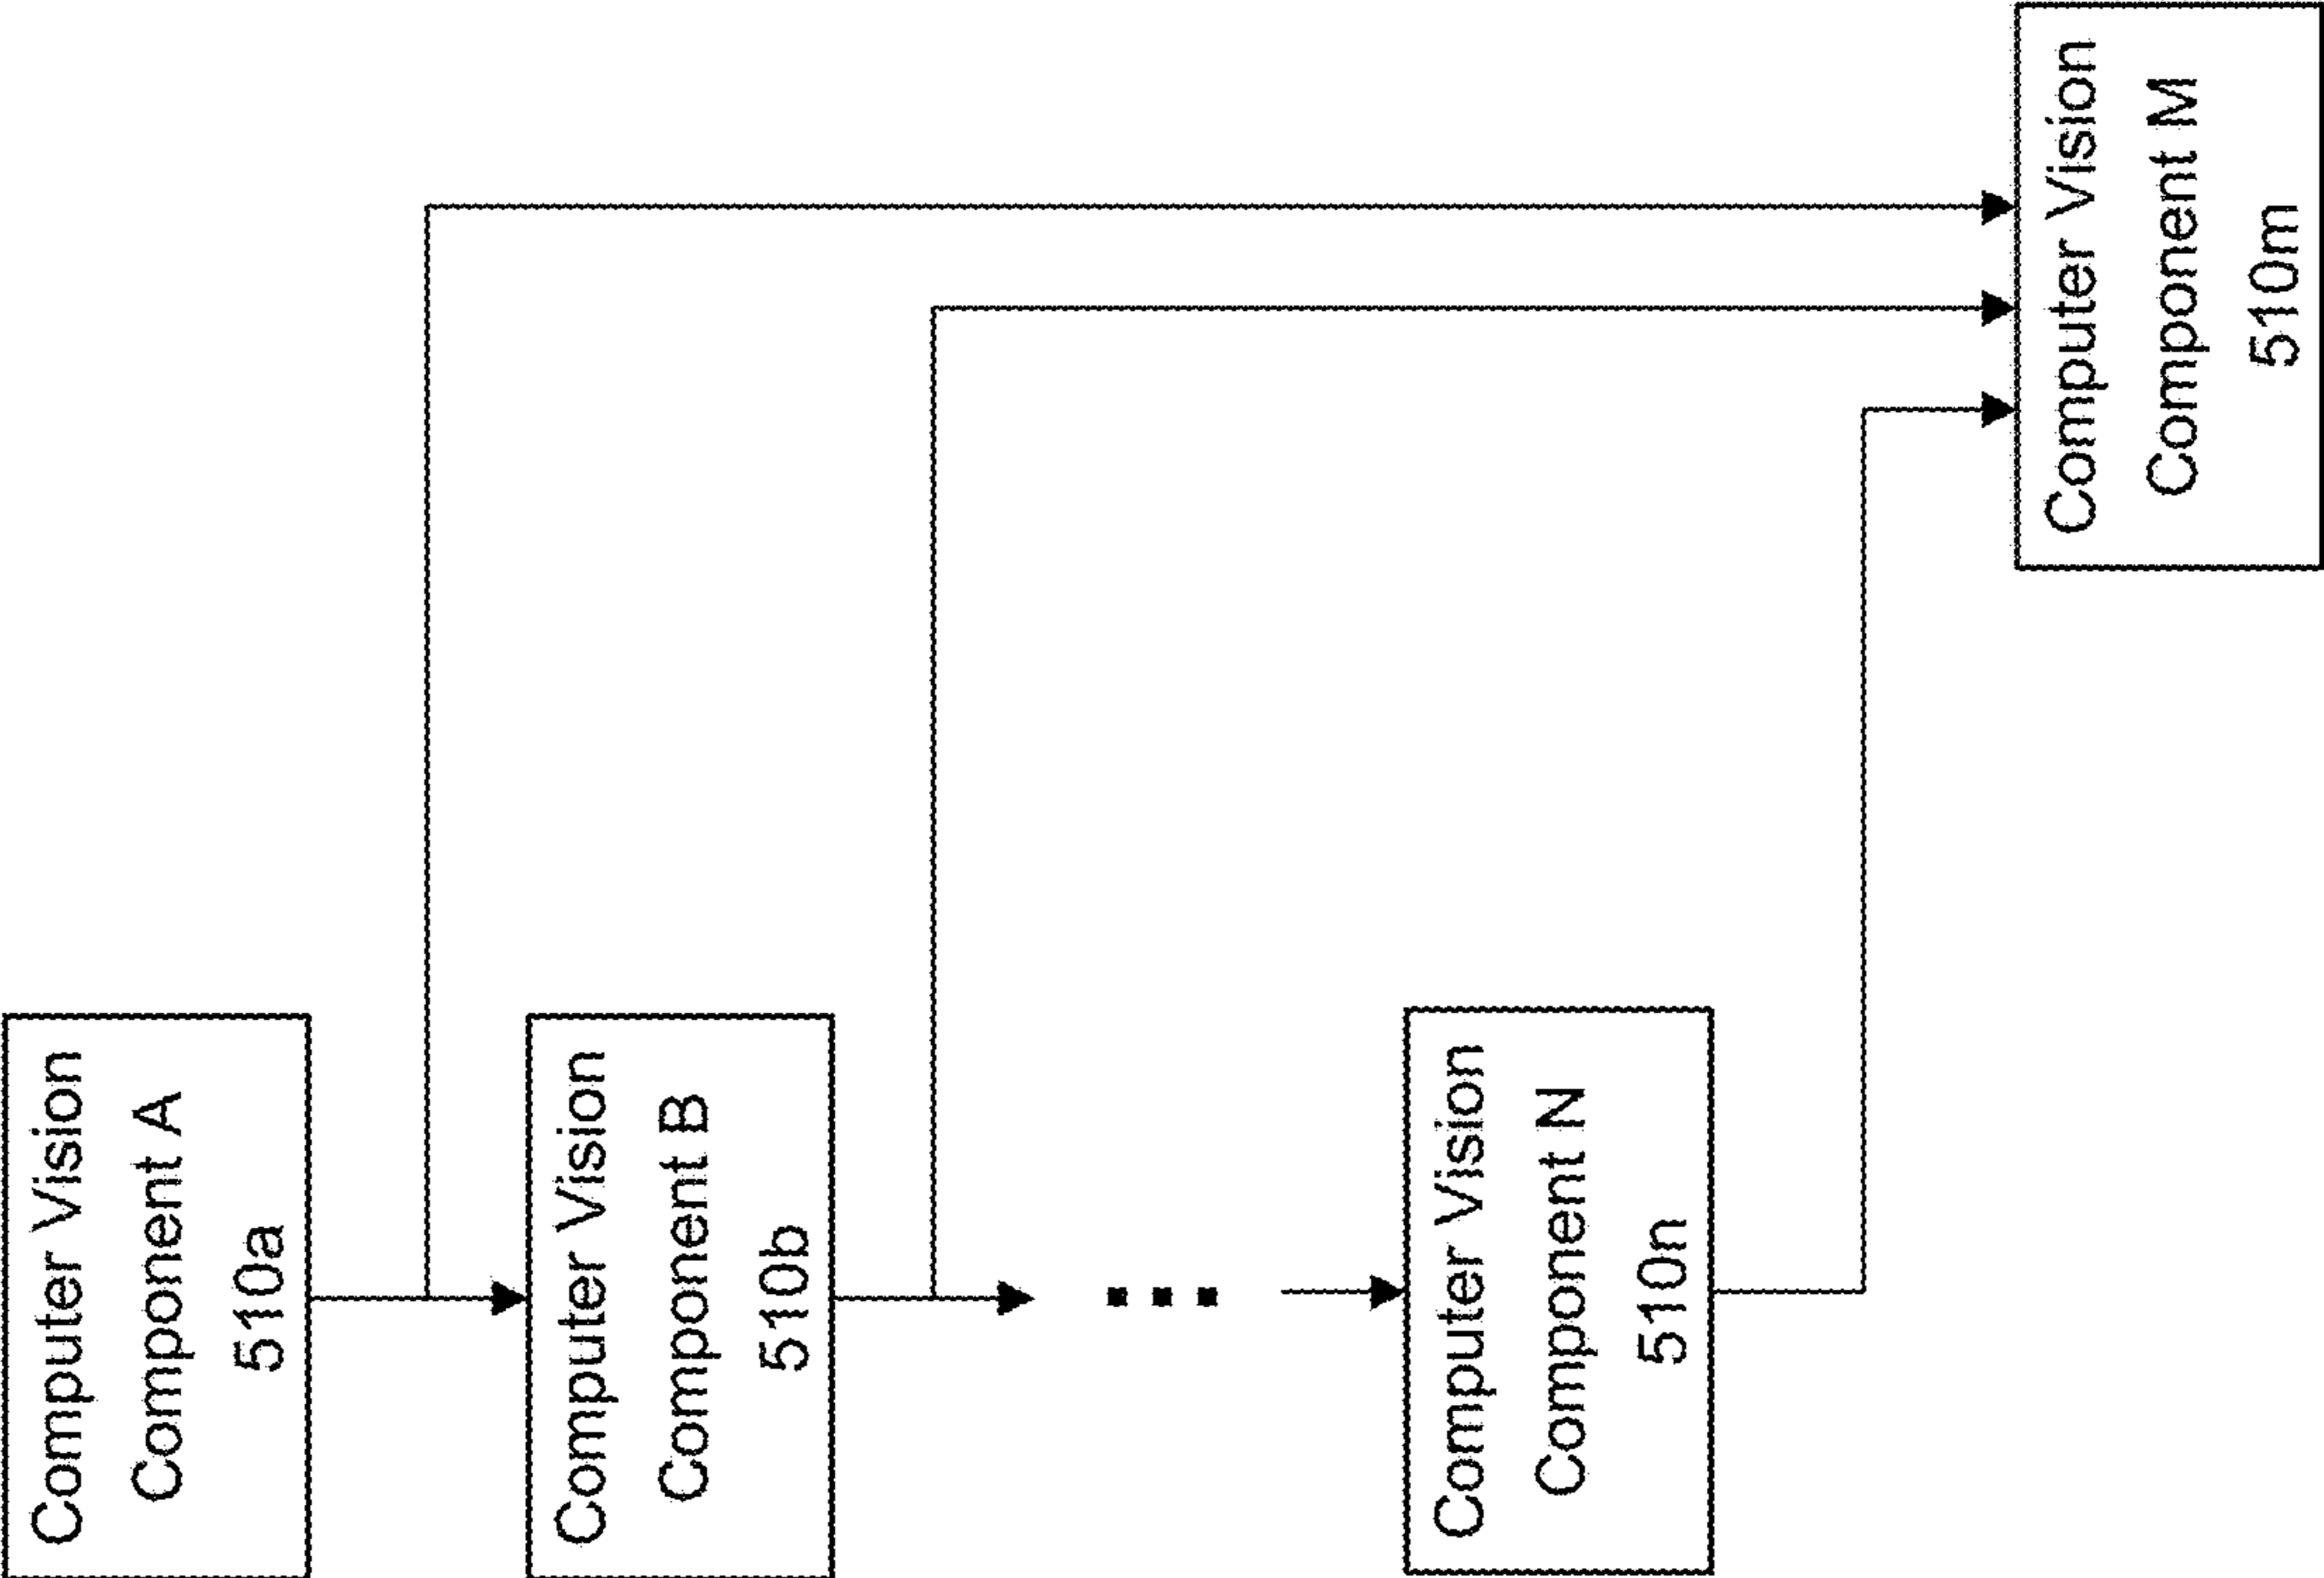 Computer Vision
Component A
510a
Computer Vision
Component B
510b
Computer Vision
Component N
510n
Computer Vision
Component M
510m